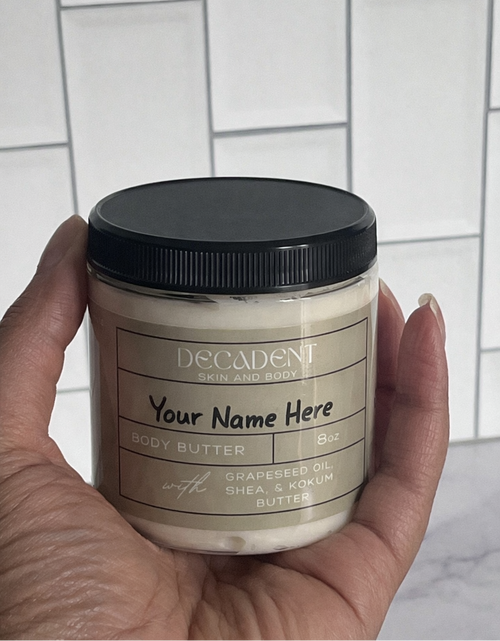 DECADENT
SKIN AND BODY
Your Name Here
BODY BUTTER
8oz
with
GRAPESEED OIL,
SHEA, & KOKUM
BUTTER